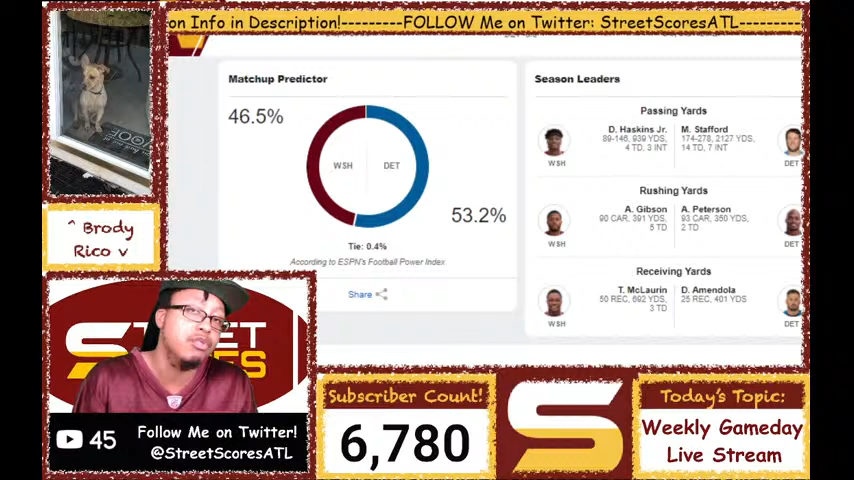 on Info in Description!---------FOLLOW Me on Twitter: StreetScoresATL---------
Matchup Predictor
46.5%
WSH
DET
53.2%
Tie: 0.4%
According to ESPN's Football Power Index
Share
Season Leaders
Passing Yards
D. Haskins Jr.
89-146, 939 YDS,
4 TD, 3 INT
WSH
M. Stafford
174-278, 2127 YDS,
14 TD, 7 INT
DET
Rushing Yards
A. Gibson
90 CAR, 391 YDS,
5 TD
WSH
A. Peterson
93 CAR, 350 YDS,
2 TD
DET
Receiving Yards
T. McLaurin
50 REC, 692 YDS,
3 TD
WSH
D. Amendola
25 REC, 401 YDS
DET
^ Brody
Rico v
45
Follow Me on Twitter!
@StreetScoresATL
Subscriber Count!
6,780
S
Today's Topic:
Weekly Gameday
Live Stream